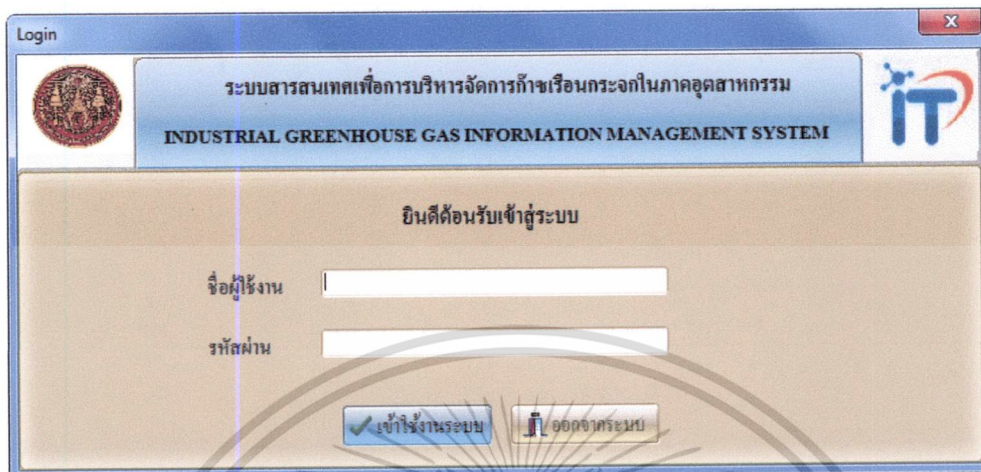 Login
X
ระบบสารสนเทศเพื่อการบริหารจัดการก๊าซเรือนกระจกในภาคอุตสาหกรรม
INDUSTRIAL GREENHOUSE GAS INFORMATION MANAGEMENT SYSTEM
iT
ยินดีต้อนรับเข้าสู่ระบบ
ชื่อผู้ใช้งาน
รหัสผ่าน
เข้าใช้งานระบบ ออกจากระบบ